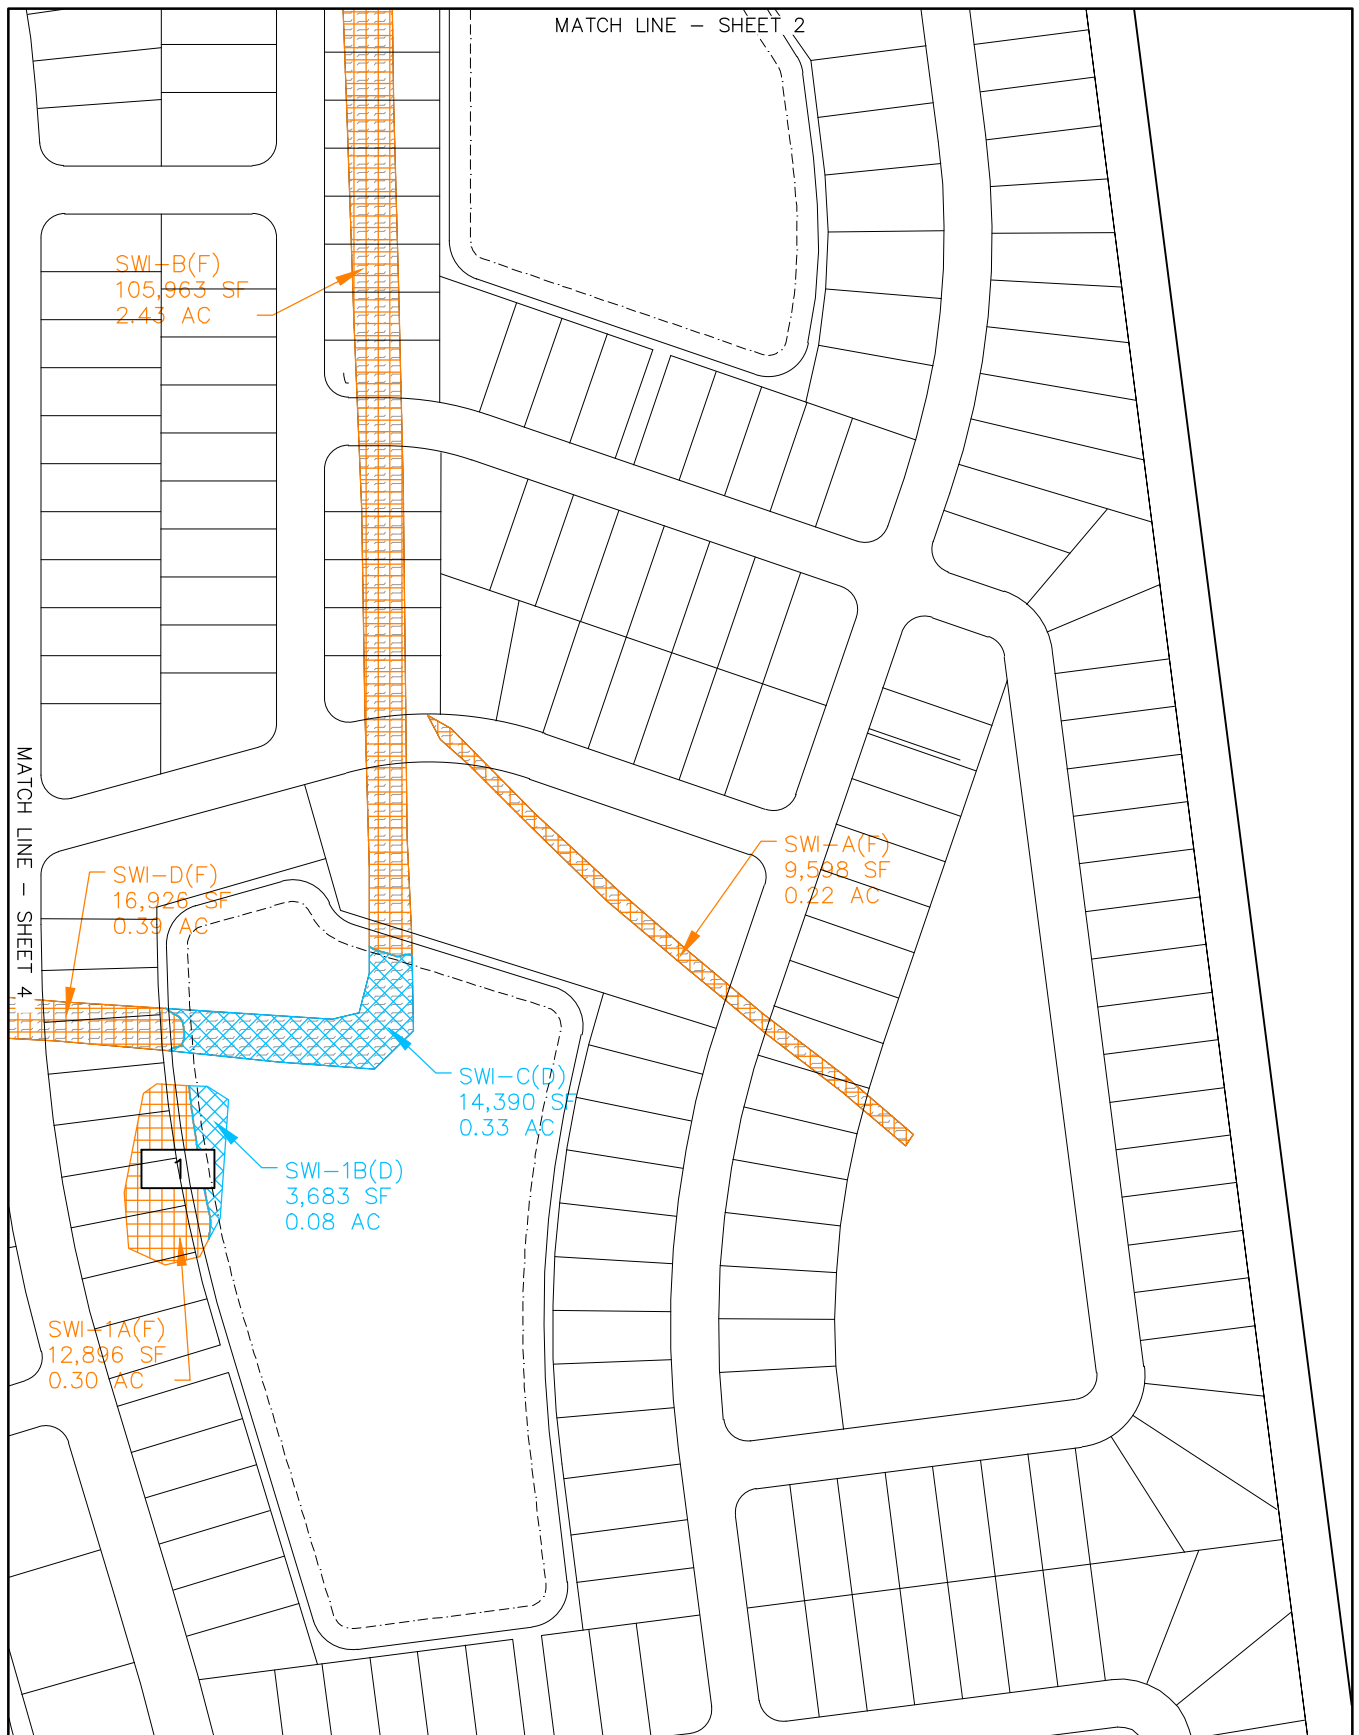 MATCH LINE - SHEET 2
SWI-B(F)
105,963 SF
2.43 AC
MATCH LINE - SHEET 4
SWI-A(F)
9,598 SF
0.22 AC
SWI-D(F)
16,926 SF
0.39 AC
SWI-C(D)
14,390 SF
0.33 AC
1
SWI-1B(D)
3,683 SF
0.08 AC
SWI-1A(F)
12,896 SF
0.30 AC